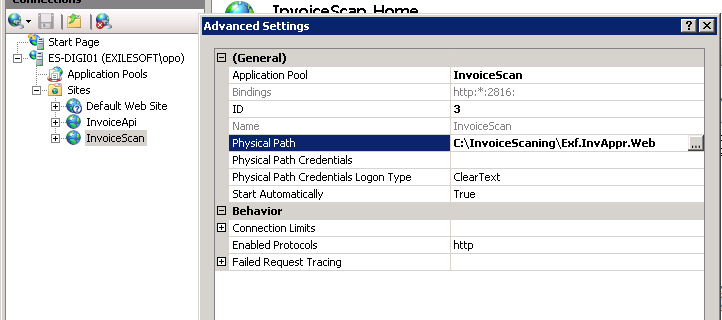 Connections
InvoiceScan Home
Start Page
ES-DIGI01 (EXILESOFT\opo)
Application Pools
Sites
Default Web Site
InvoiceApi
InvoiceScan
Advanced Settings
(General)
Application Pool InvoiceScan
Bindings http:*:2816:
ID 3
Name InvoiceScan
Physical Path C:\InvoiceScaning\Exf.InvAppr.Web ...
Physical Path Credentials
Physical Path Credentials Logon Type ClearText
Start Automatically True
Behavior
Connection Limits
Enabled Protocols http
Failed Request Tracing